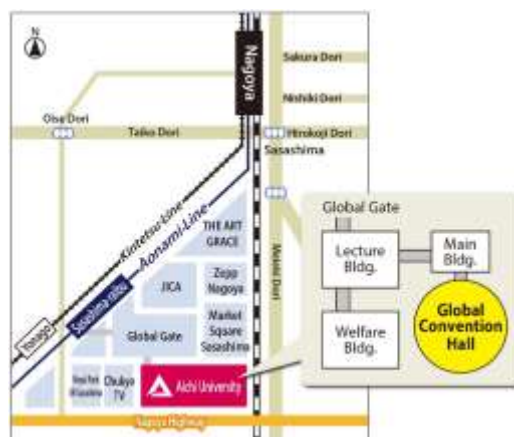 N
Nagoya
Sakura Dori
Nishiki Dori
Oise Dori
Taiko Dori
Hirokoji Dori
Sasashima
Kintetsu-Line
Aonami-Line
Meieki Dori
THE ART
GRACE
Sasashima-raibu
Yonago
JICA
Zepp
Nagoya
Global Gate
Market
Square
Sasashima
Chukyo
TV
Aichi University
Nagoya Highway
Global Gate
Lecture
Bldg.
Main
Bldg.
Welfare
Bldg.
Global
Convention
Hall